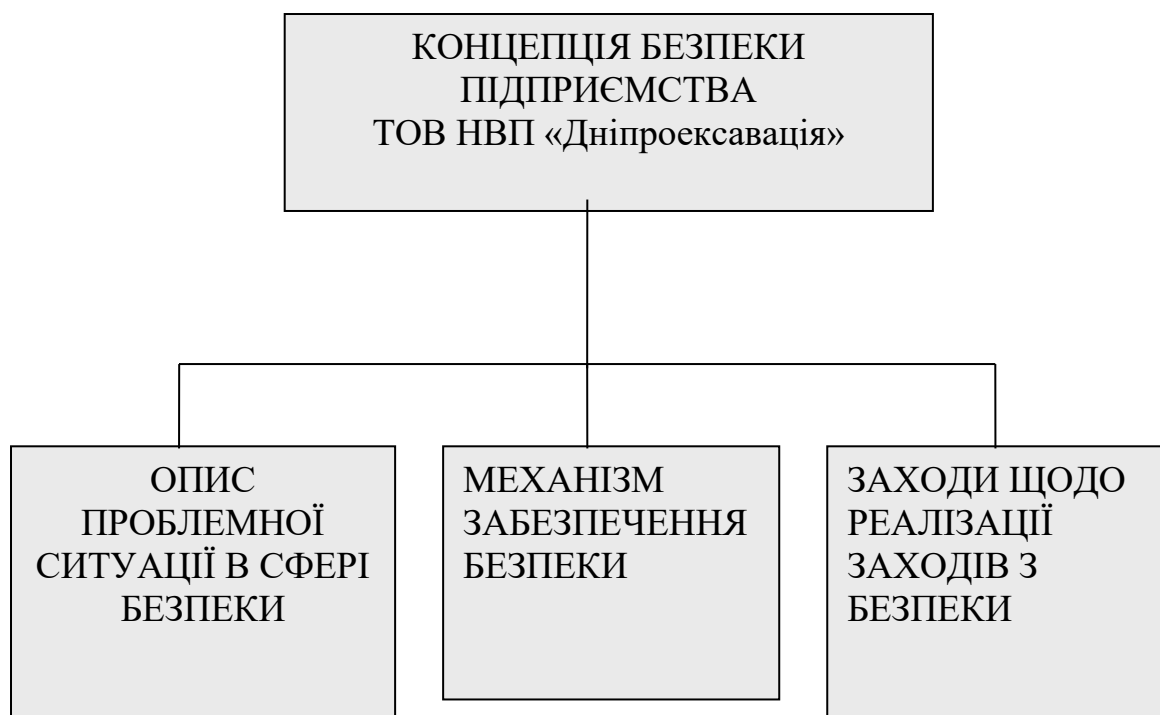 КОНЦЕПЦІЯ БЕЗПЕКИ
ПІДПРИЄМСТВА
ТОВ НВП «Дніпроексавація»
ОПИС
ПРОБЛЕМНОЇ
СИТУАЦІЇ В СФЕРІ
БЕЗПЕКИ
МЕХАНІЗМ
ЗАБЕЗПЕЧЕННЯ
БЕЗПЕКИ
ЗАХОДИ ЩОДО
РЕАЛІЗАЦІЇ
ЗАХОДІВ З
БЕЗПЕКИ